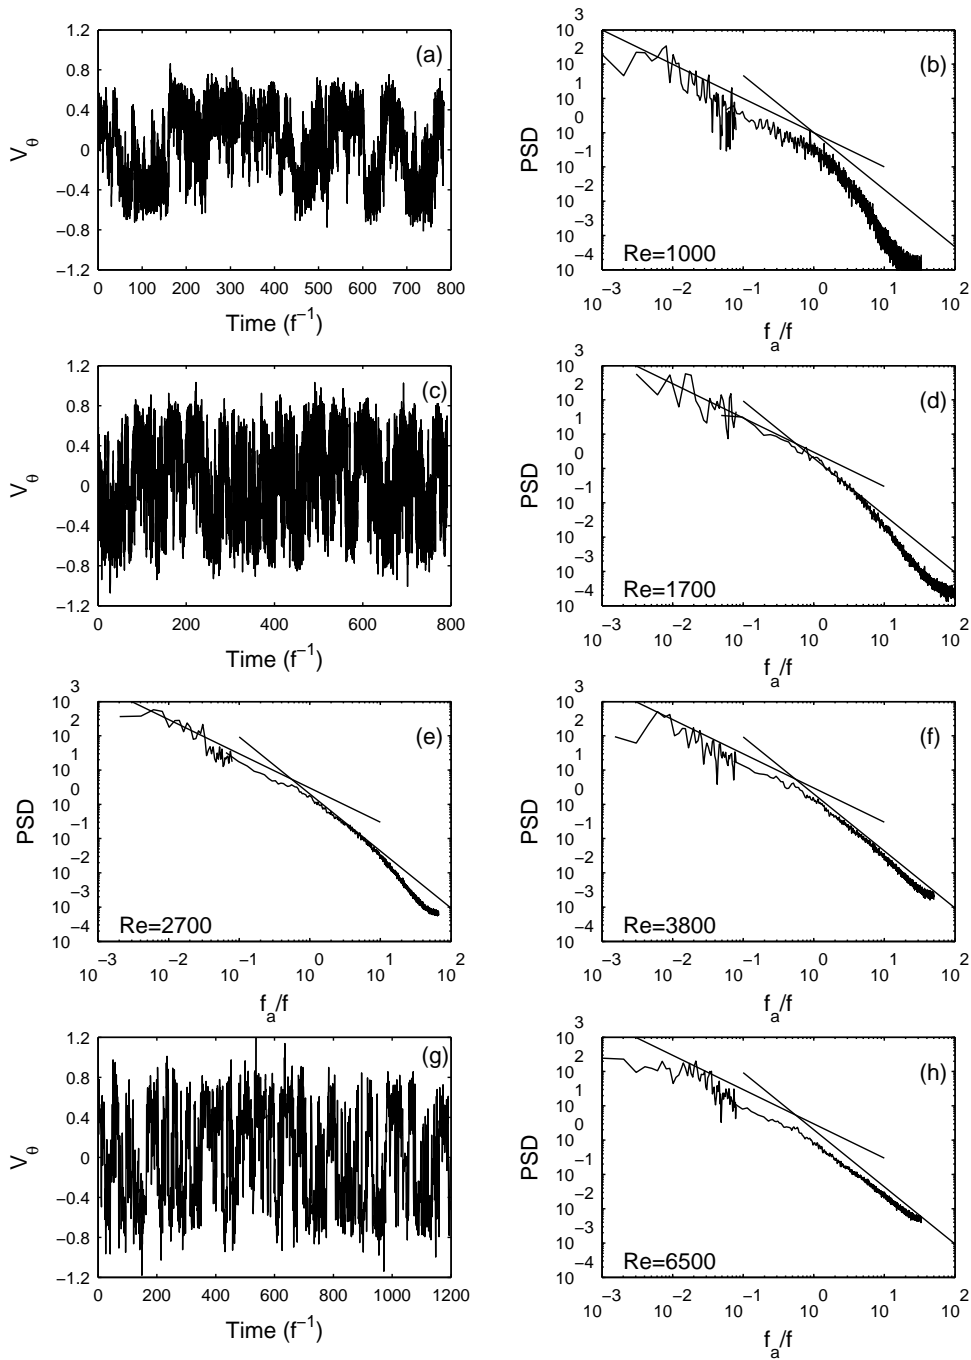 (a)
V_θ
1.2
0.8
0.4
0
−0.4
−0.8
−1.2
0 100 200 300 400 500 600 700 800
Time (f^−1)
(b)
PSD
10^3
10^2
10^1
10^0
10^−1
10^−2
10^−3
10^−4
Re=1000
10^−3 10^−2 10^−1 10^0 10^1 10^2
f_a/f
(c)
V_θ
1.2
0.8
0.4
0
−0.4
−0.8
−1.2
0 200 400 600 800
Time (f^−1)
(d)
PSD
10^3
10^2
10^1
10^0
10^−1
10^−2
10^−3
10^−4
Re=1700
10^−3 10^−2 10^−1 10^0 10^1 10^2
f_a/f
(e)
PSD
10^3
10^2
10^1
10^0
10^−1
10^−2
10^−3
10^−4
Re=2700
10^−3 10^−2 10^−1 10^0 10^1 10^2
f_a/f
(f)
PSD
10^3
10^2
10^1
10^0
10^−1
10^−2
10^−3
10^−4
Re=3800
10^−3 10^−2 10^−1 10^0 10^1 10^2
f_a/f
(g)
V_θ
1.2
0.8
0.4
0
−0.4
−0.8
−1.2
0 200 400 600 800 1000 1200
Time (f^−1)
(h)
PSD
10^3
10^2
10^1
10^0
10^−1
10^−2
10^−3
10^−4
Re=6500
10^−3 10^−2 10^−1 10^0 10^1 10^2
f_a/f